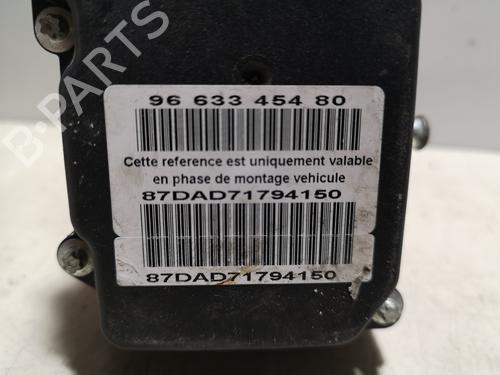 B-PARTS
96 633 454 80
Cette reference est uniquement valable
en phase de montage vehicule
87DAD71794150
87DAD71794150